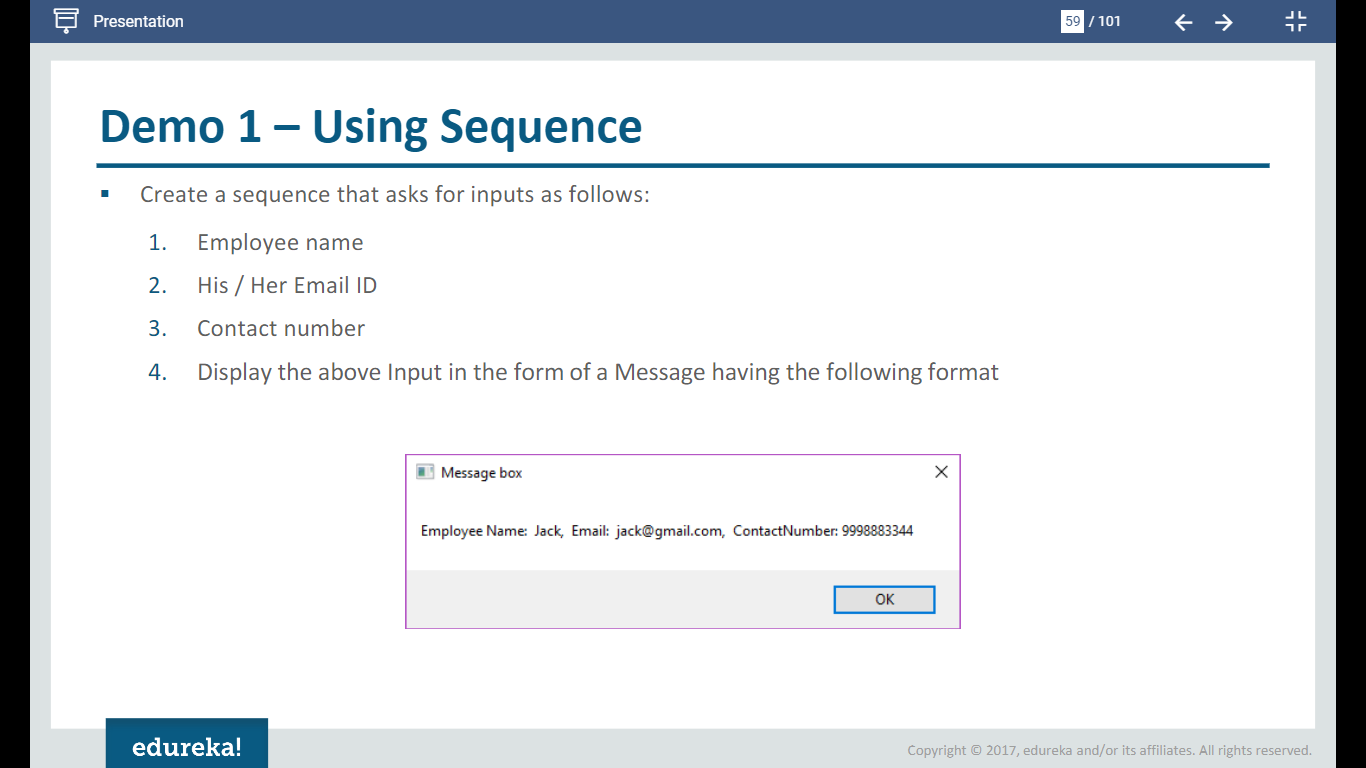 Presentation
59 / 101
Demo 1 – Using Sequence
▪ Create a sequence that asks for inputs as follows:
1. Employee name
2. His / Her Email ID
3. Contact number
4. Display the above Input in the form of a Message having the following format
Message box
Employee Name: Jack, Email: jack@gmail.com, ContactNumber: 9998883344
OK
edureka!
Copyright © 2017, edureka and/or its affiliates. All rights reserved.